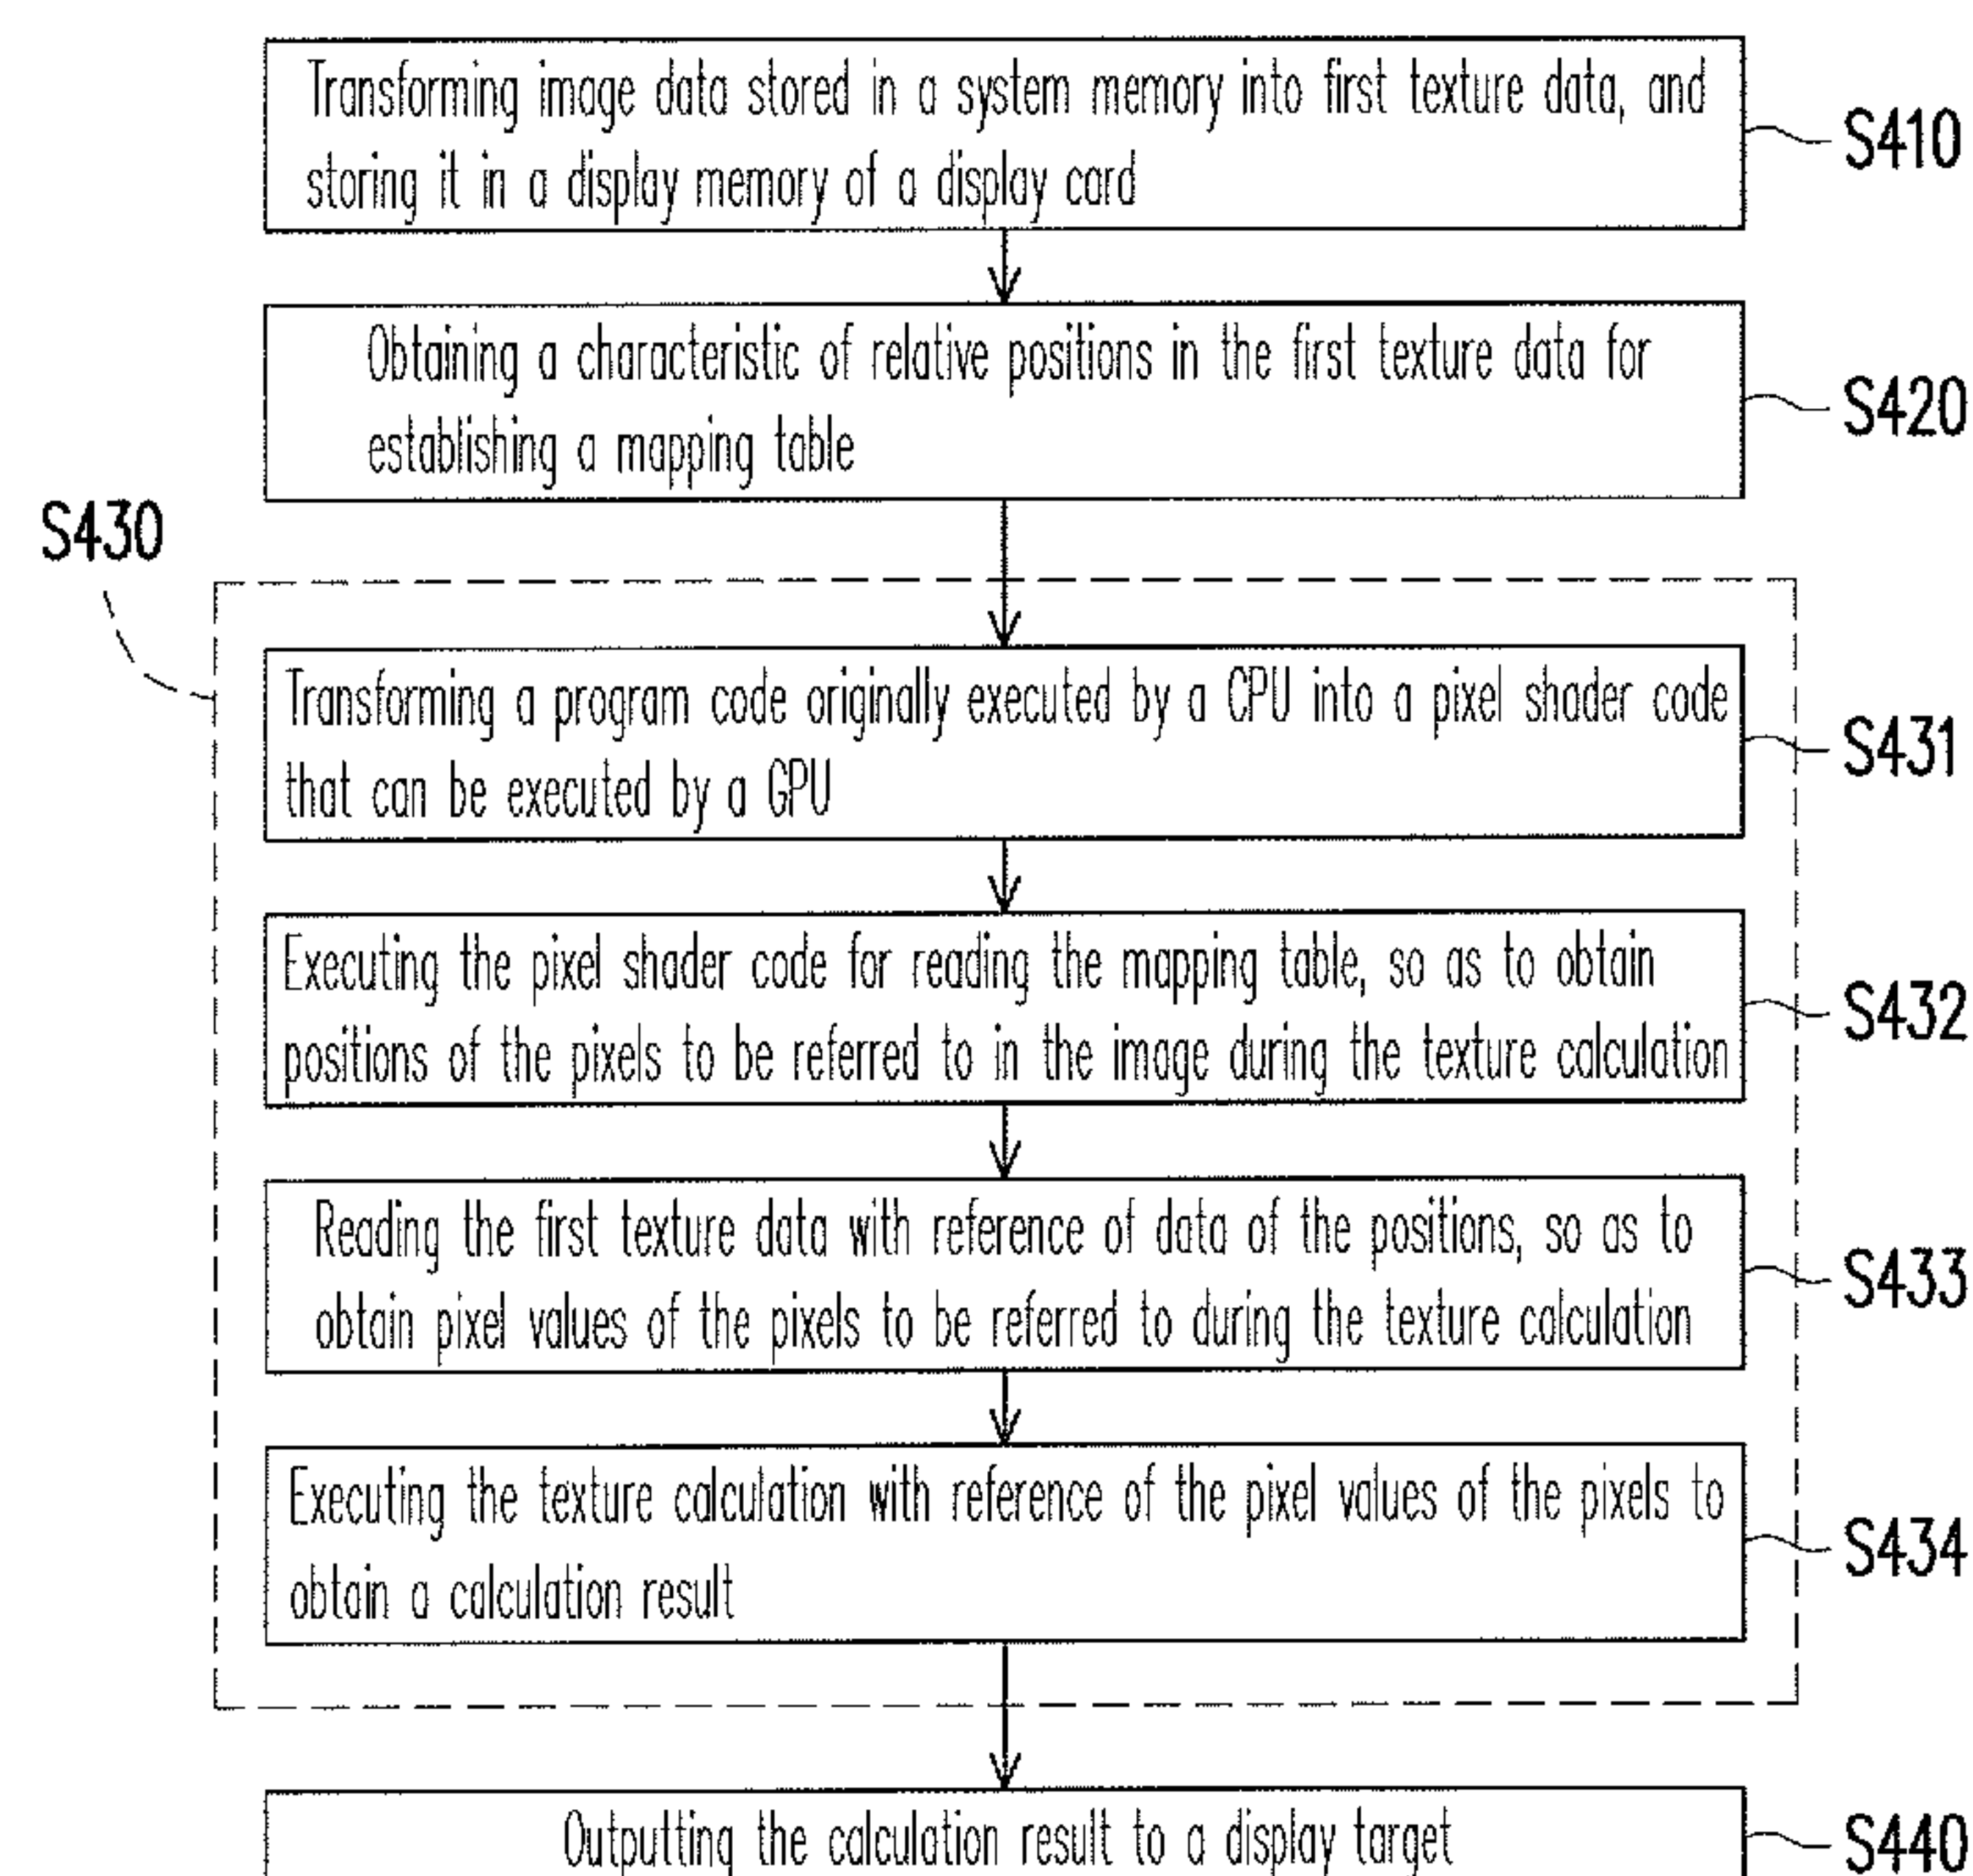 Transforming image data stored in a system memory into first texture data, and
storing it in a display memory of a display card
S410
Obtaining a characteristic of relative positions in the first texture data for
establishing a mapping table
S420
S430
Transforming a program code originally executed by a CPU into a pixel shader code
that can be executed by a GPU
S431
Executing the pixel shader code for reading the mapping table, so as to obtain
positions of the pixels to be referred to in the image during the texture calculation
S432
Reading the first texture data with reference of data of the positions, so as to
obtain pixel values of the pixels to be referred to during the texture calculation
S433
Executing the texture calculation with reference of the pixel values of the pixels to
obtain a calculation result
S434
Outputting the calculation result to a display target
S440